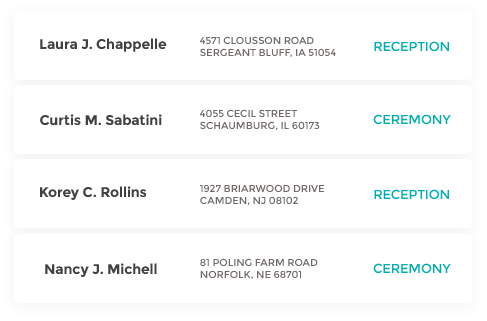 Laura J. Chappelle
4571 CLOUSSON ROAD
SERGEANT BLUFF, IA 51054
RECEPTION
Curtis M. Sabatini
4055 CECIL STREET
SCHAUMBURG, IL 60173
CEREMONY
Korey C. Rollins
1927 BRIARWOOD DRIVE
CAMDEN, NJ 08102
RECEPTION
Nancy J. Michell
81 POLING FARM ROAD
NORFOLK, NE 68701
CEREMONY